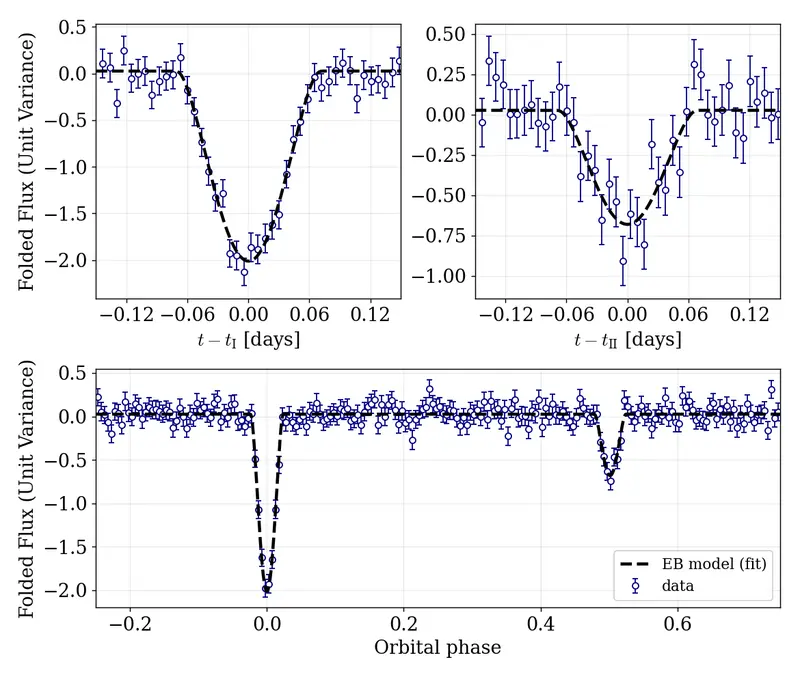 Folded Flux (Unit Variance)
0.5
0.0
−0.5
−1.0
−1.5
−2.0
−0.12 −0.06 0.00 0.06 0.12
t − tI [days]
0.50
0.25
0.00
−0.25
−0.50
−0.75
−1.00
−0.12 −0.06 0.00 0.06 0.12
t − tII [days]
Folded Flux (Unit Variance)
0.5
0.0
−0.5
−1.0
−1.5
−2.0
EB model (fit)
data
−0.2 0.0 0.2 0.4 0.6
Orbital phase